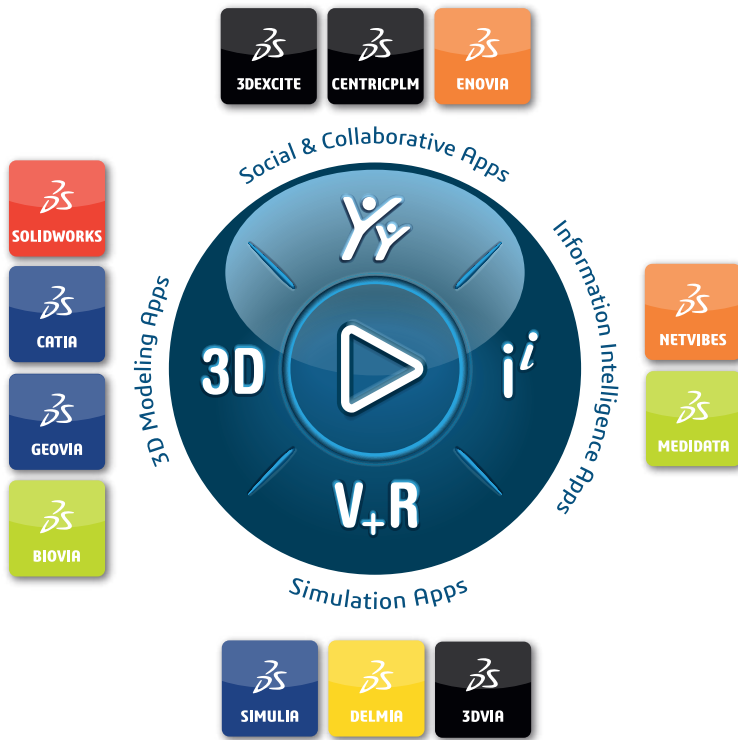 3DEXCITE
CENTRICPLM
ENOVIA
Social & Collaborative Apps
SOLIDWORKS
CATIA
GEOVIA
BIOVIA
3D Modeling Apps
3D
i i
V+R
Information Intelligence Apps
NETVIBES
MEDIDATA
Simulation Apps
SIMULIA
DELMIA
3DVIA